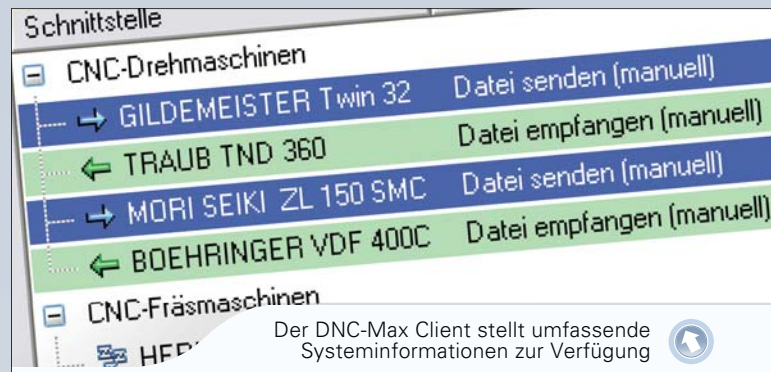 Schnittstelle
CNC-Drehmaschinen
GILDEMEISTER Twin 32 Datei senden (manuell)
TRAUB TND 360 Datei empfangen (manuell)
MORI SEIKI ZL 150 SMC Datei senden (manuell)
BOEHRINGER VDF 400C Datei empfangen (manuell)
CNC-Fräsmaschinen
Der DNC-Max Client stellt umfassende
Systeminformationen zur Verfügung